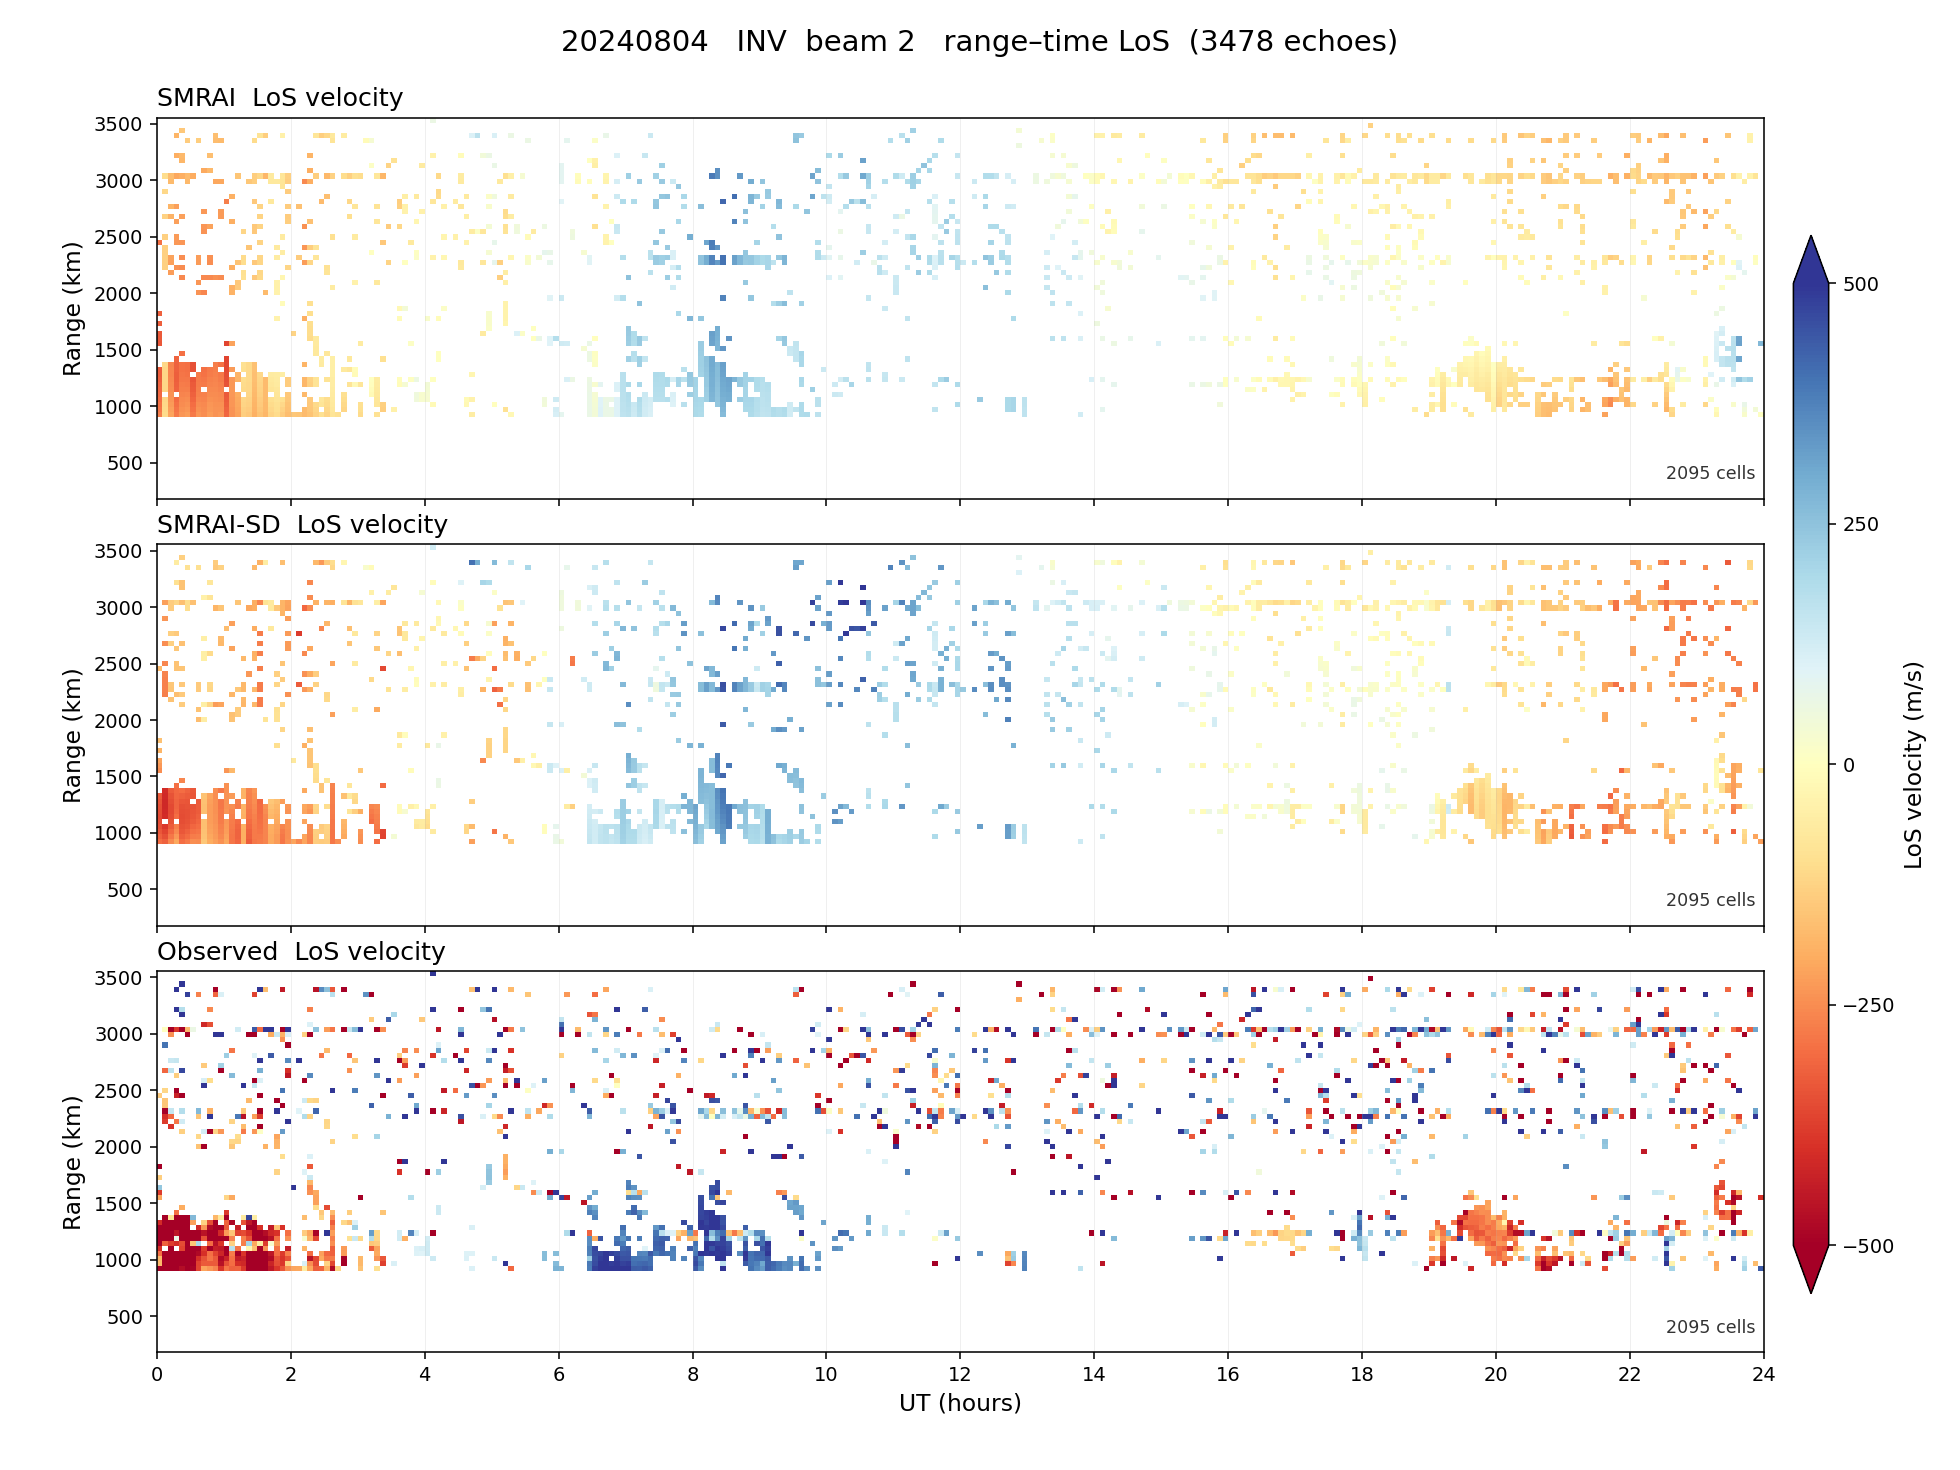 20240804   INV  beam 2   range–time LoS  (3478 echoes)
SMRAI  LoS velocity
3500
3000
2500
2000
1500
1000
500
Range (km)
2095 cells
SMRAI-SD  LoS velocity
3500
3000
2500
2000
1500
1000
500
Range (km)
2095 cells
Observed  LoS velocity
3500
3000
2500
2000
1500
1000
500
Range (km)
2095 cells
0 2 4 6 8 10 12 14 16 18 20 22 24
UT (hours)
500
250
0
−250
−500
LoS velocity (m/s)